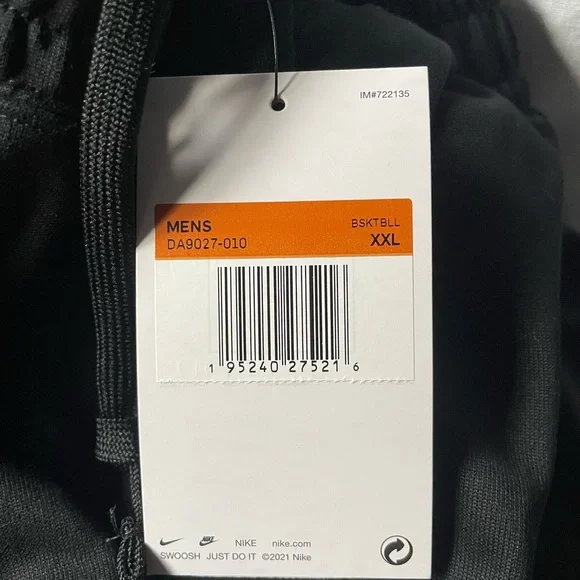 IM#722135
MENS BSKTBLL
DA9027-010 XXL
1 95240 27521 6
NIKE nike.com
SWOOSH JUST DO IT ©2021 Nike